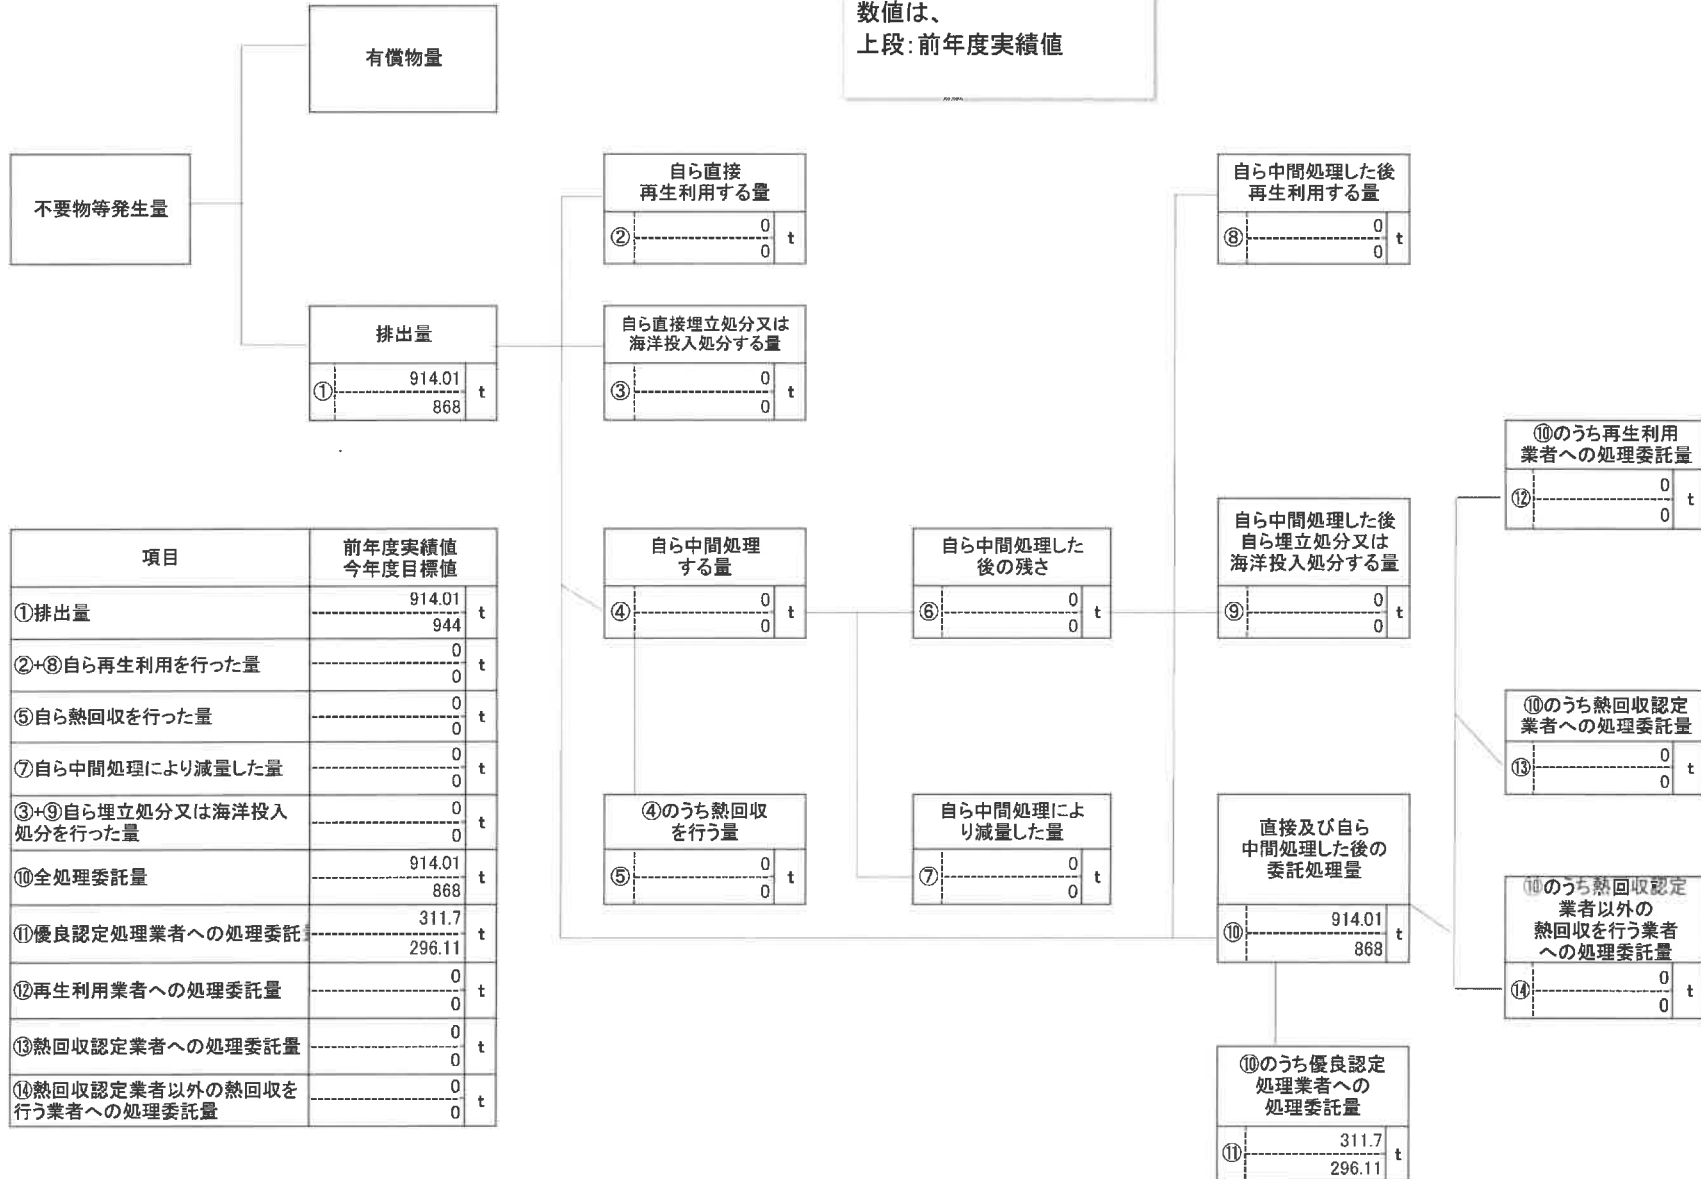 数値は、
上段:前年度実績値
有償物量
不要物等発生量
排出量
① 914.01 t
868
自ら直接
再生利用する量
② 0 t
0
自ら直接埋立処分又は
海洋投入処分する量
③ 0 t
0
自ら中間処理
する量
④ 0 t
0
④のうち熱回収
を行う量
⑤ 0 t
0
自ら中間処理した
後の残さ
⑥ 0 t
0
自ら中間処理によ
り減量した量
⑦ 0 t
0
自ら中間処理した後
再生利用する量
⑧ 0 t
0
自ら中間処理した後
自ら埋立処分又は
海洋投入処分する量
⑨ 0 t
0
直接及び自ら
中間処理した後の
委託処理量
⑩ 914.01 t
868
⑩のうち優良認定
処理業者への
処理委託量
⑪ 311.7 t
296.11
⑩のうち再生利用
業者への処理委託量
⑫ 0 t
0
⑩のうち熱回収認定
業者への処理委託量
⑬ 0 t
0
⑩のうち熱回収認定
業者以外の
熱回収を行う業者
への処理委託量
⑭ 0 t
0
項目 前年度実績値
今年度目標値
①排出量 914.01 t
944
②+⑧自ら再生利用を行った量 0 t
0
⑤自ら熱回収を行った量 0 t
0
⑦自ら中間処理により減量した量 0 t
0
③+⑨自ら埋立処分又は海洋投入
処分を行った量 0 t
0
⑩全処理委託量 914.01 t
868
⑪優良認定処理業者への処理委託 311.7 t
296.11
⑫再生利用業者への処理委託量 0 t
0
⑬熱回収認定業者への処理委託量 0 t
0
⑭熱回収認定業者以外の熱回収を
行う業者への処理委託量 0 t
0